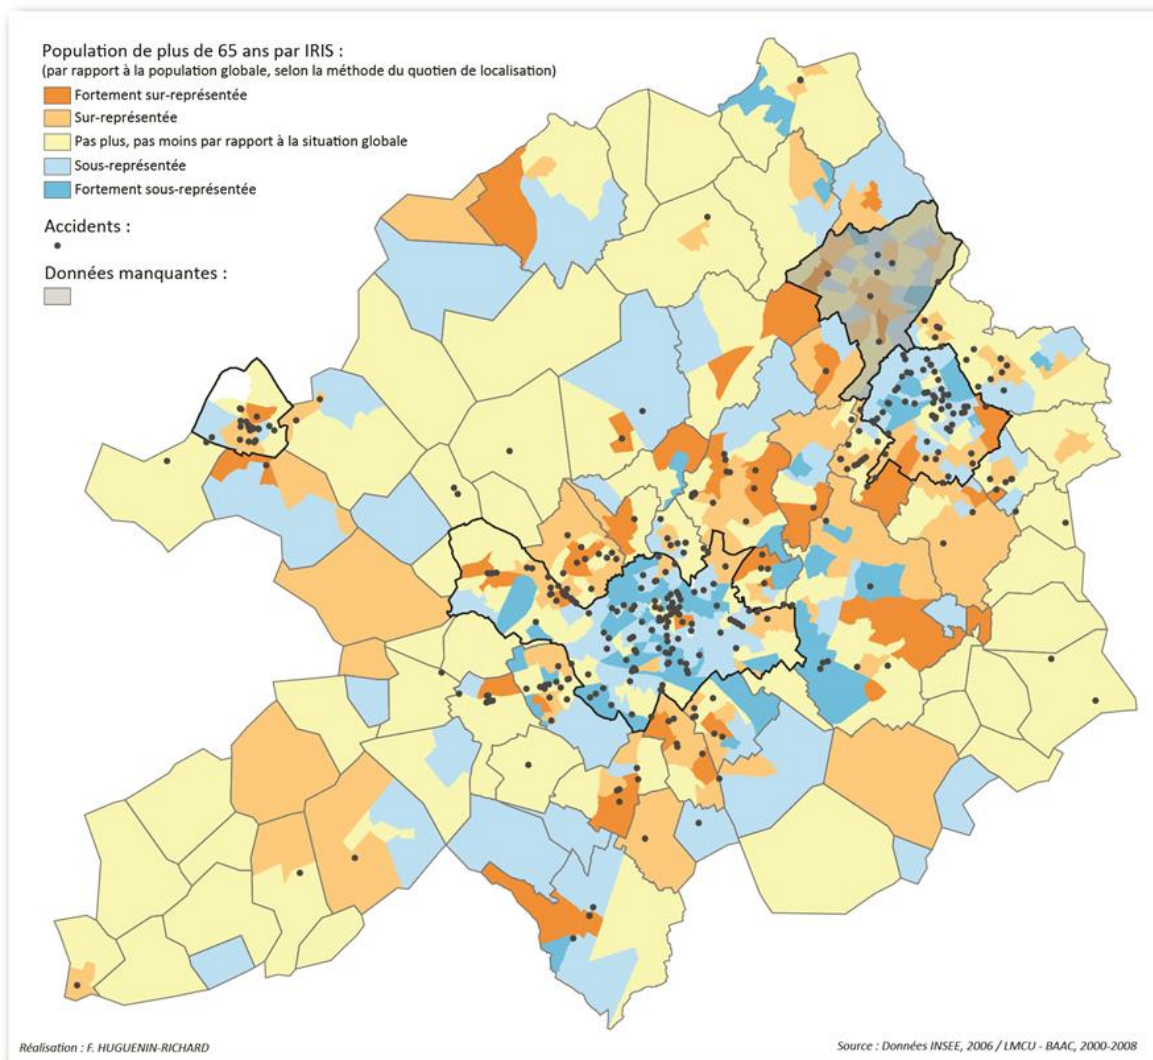 Population de plus de 65 ans par IRIS :
(par rapport à la population globale, selon la méthode du quotien de localisation)
Fortement sur-représentée
Sur-représentée
Pas plus, pas moins par rapport à la situation globale
Sous-représentée
Fortement sous-représentée
Accidents :
Données manquantes :
Réalisation : F. HUGUENIN-RICHARD
Source : Données INSEE, 2006 / LMCU - BAAC, 2000-2008